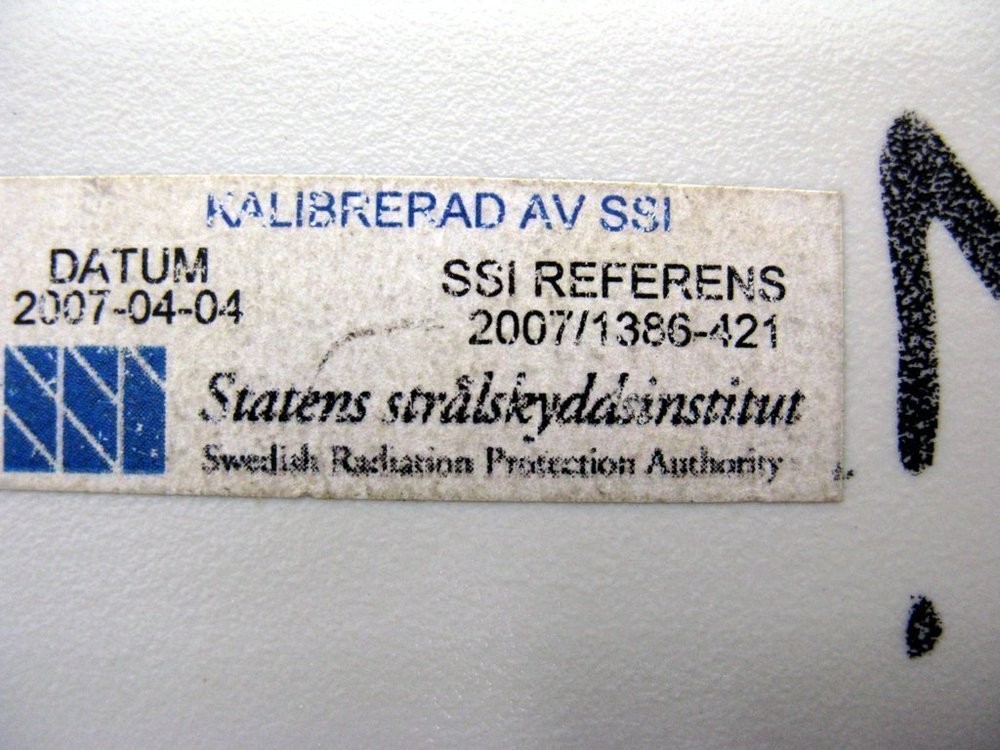 KALIBRERAD AV SSI
DATUM
2007-04-04
SSI REFERENS
2007/1386-421
Statens strålskyddsinstitut
Swedish Radiation Protection Authority